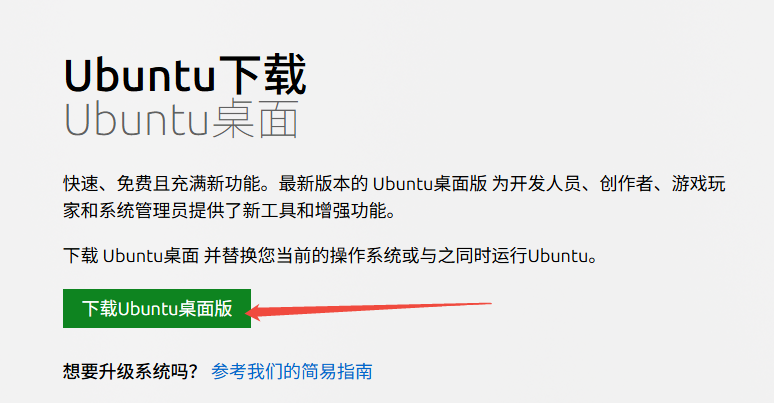 Ubuntu下载
Ubuntu桌面
快速、免费且充满新功能。最新版本的 Ubuntu桌面版 为开发人员、创作者、游戏玩
家和系统管理员提供了新工具和增强功能。
下载 Ubuntu桌面 并替换您当前的操作系统或与之同时运行Ubuntu。
下载Ubuntu桌面版
想要升级系统吗？ 参考我们的简易指南